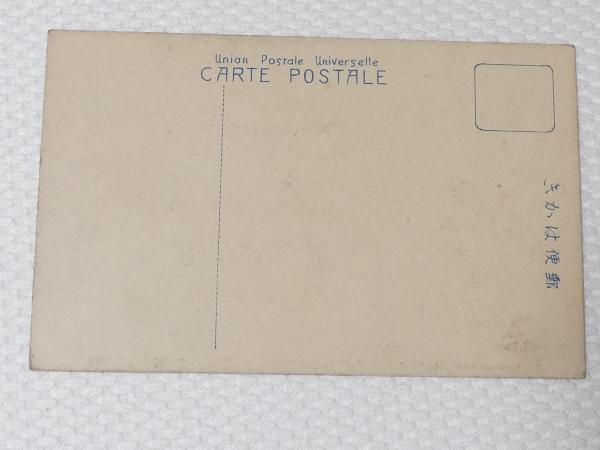 Union Postale Universelle
CARTE POSTALE
郵便はかき